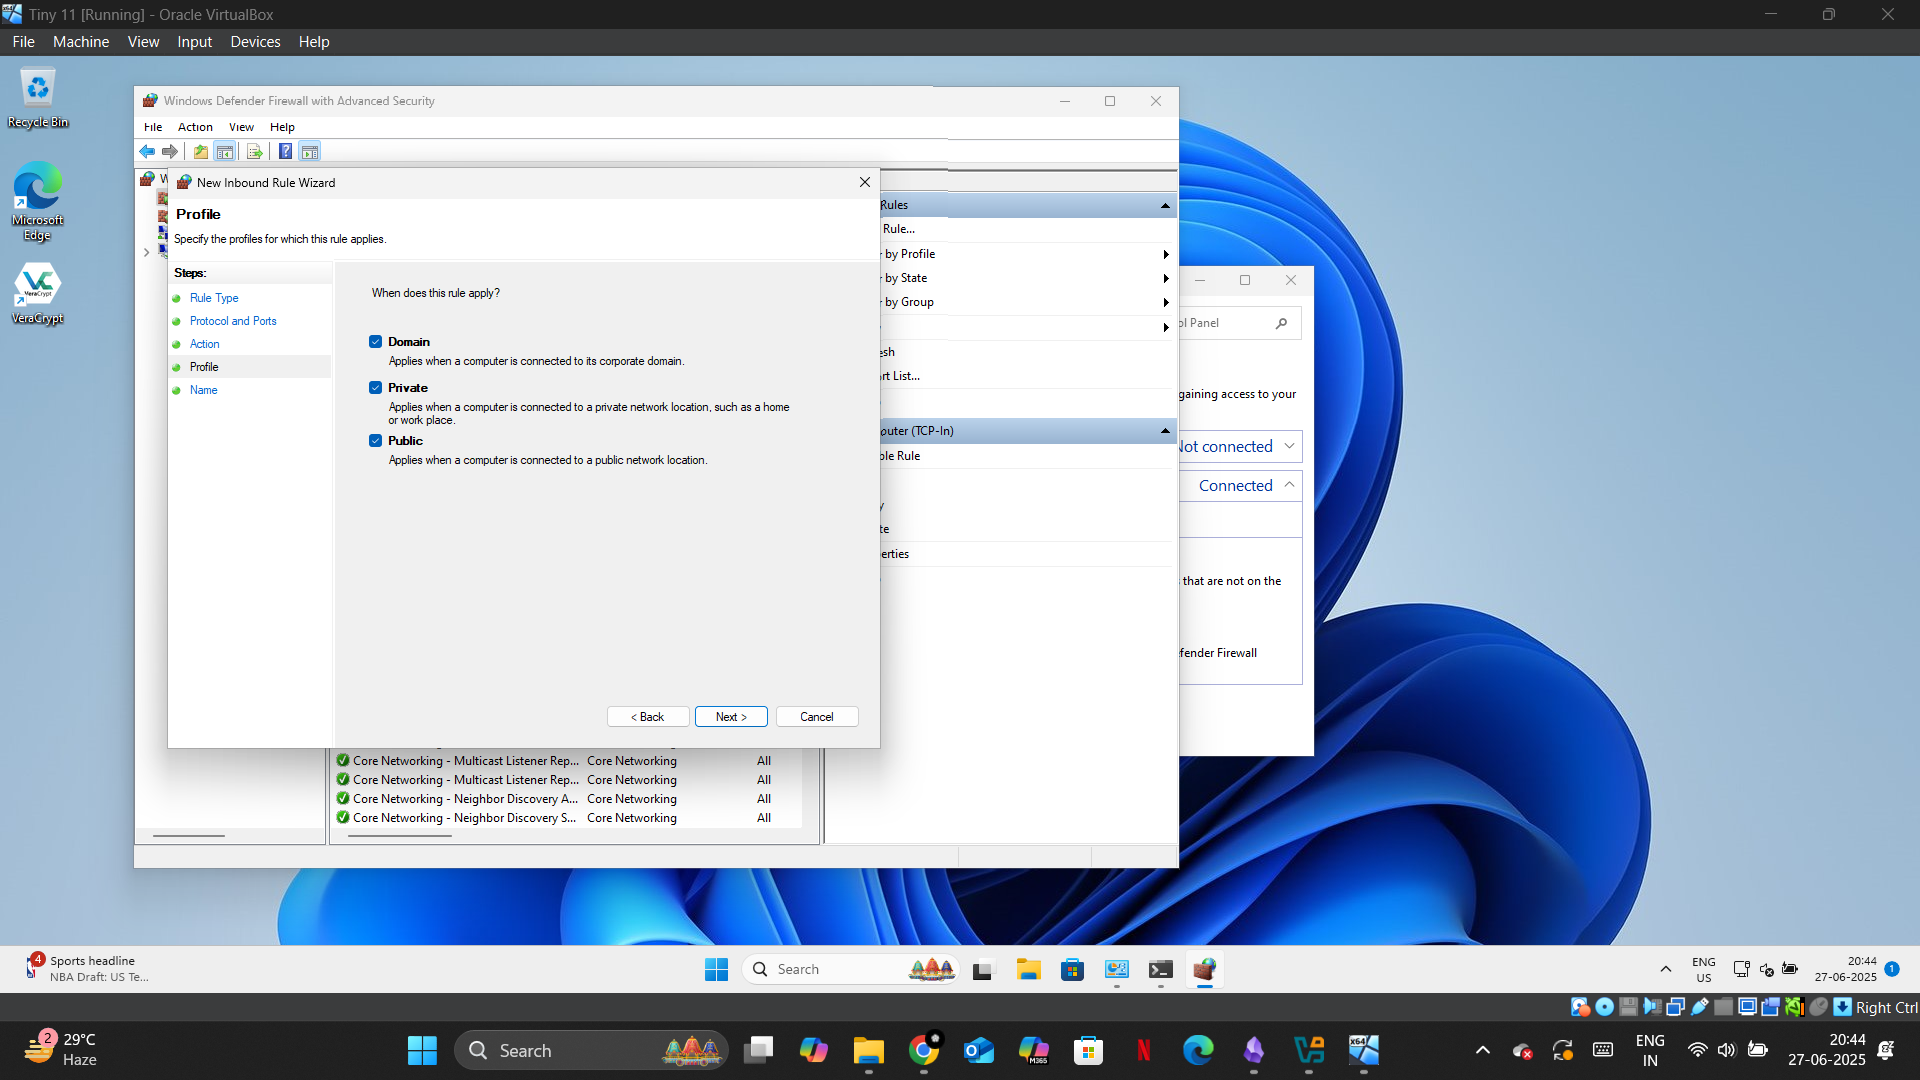 Tiny 11 [Running] - Oracle VirtualBox
File Machine View Input Devices Help
Recycle Bin
Microsoft
Edge
VeraCrypt
VeraCrypt
Windows Defender Firewall with Advanced Security
File Action View Help
New Inbound Rule Wizard
Profile
Specify the profiles for which this rule applies.
Steps:
Rule Type
Protocol and Ports
Action
Profile
Name
When does this rule apply?
Domain
Applies when a computer is connected to its corporate domain.
Private
Applies when a computer is connected to a private network location, such as a home
or work place.
Public
Applies when a computer is connected to a public network location.
< Back Next > Cancel
Rules
Rule...
by Profile
by State
by Group
esh
rt List...
outer (TCP-In)
ble Rule
y
te
erties
ol Panel
gaining access to your
Not connected
Connected
that are not on the
efender Firewall
Core Networking - Multicast Listener Rep... Core Networking All
Core Networking - Multicast Listener Rep... Core Networking All
Core Networking - Neighbor Discovery A... Core Networking All
Core Networking - Neighbor Discovery S... Core Networking All
4
Sports headline
NBA Draft: US Te...
Search
ENG
US
20:44
27-06-2025
1
Right Ctrl
2
29°C
Haze
Search
M365
ENG
IN
20:44
27-06-2025